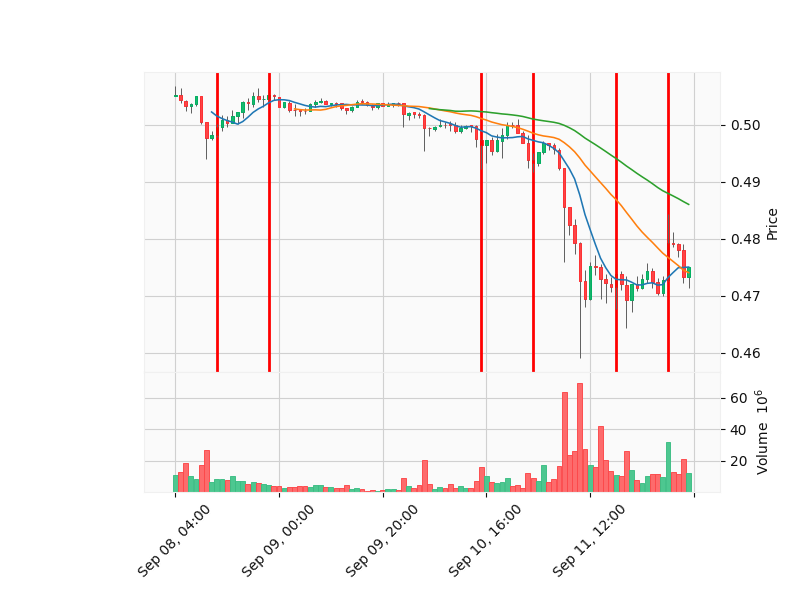 0.50
0.49
0.48
0.47
0.46
Price
60
40
20
Volume 10^6
Sep 08, 04:00
Sep 09, 00:00
Sep 09, 20:00
Sep 10, 16:00
Sep 11, 12:00